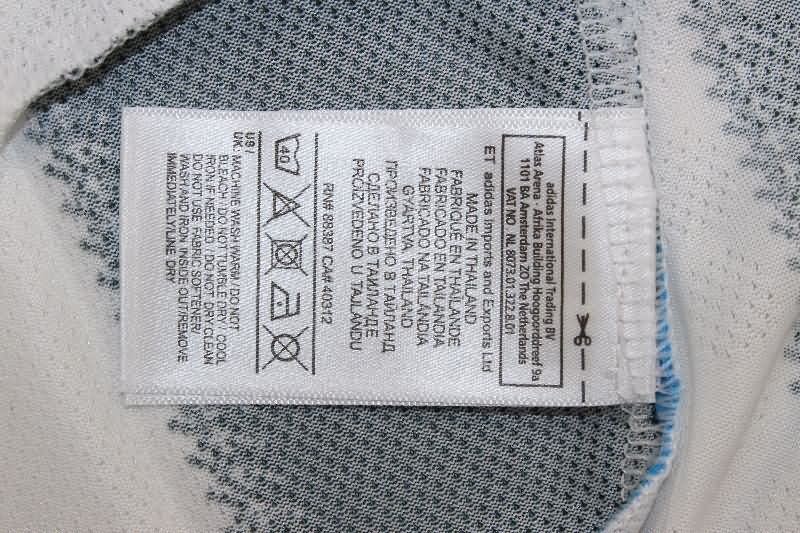 adidas International Trading BV
Atlas Arena - Afrika Building Hoogoorddreef 9a
1101 BA Amsterdam ZO The Netherlands
VAT NO. NL 8073.01.322.B.01
ET adidas Imports and Exports Ltd
MADE IN THAILAND
FABRIQUÉ EN THAÏLANDE
FABRICADO EN TAILANDIA
FABRICADO NA TAILÂNDIA
GYÁRTVA THAILAND
ПРОИЗВЕДЕНО В ТАЙЛАНД
СДЕЛАНО В ТАИЛАНДЕ
PROIZVEDENO U TAJLANDU
RN# 88387 CA# 40312
40
US /
UK: MACHINE WASH WARM / DO NOT
BLEACH / DO NOT TUMBLE DRY / COOL
IRON IF NEEDED / DO NOT DRY CLEAN
DO NOT USE FABRIC SOFTENER/
WASH AND IRON INSIDE OUT/REMOVE
IMMEDIATELY/LINE DRY